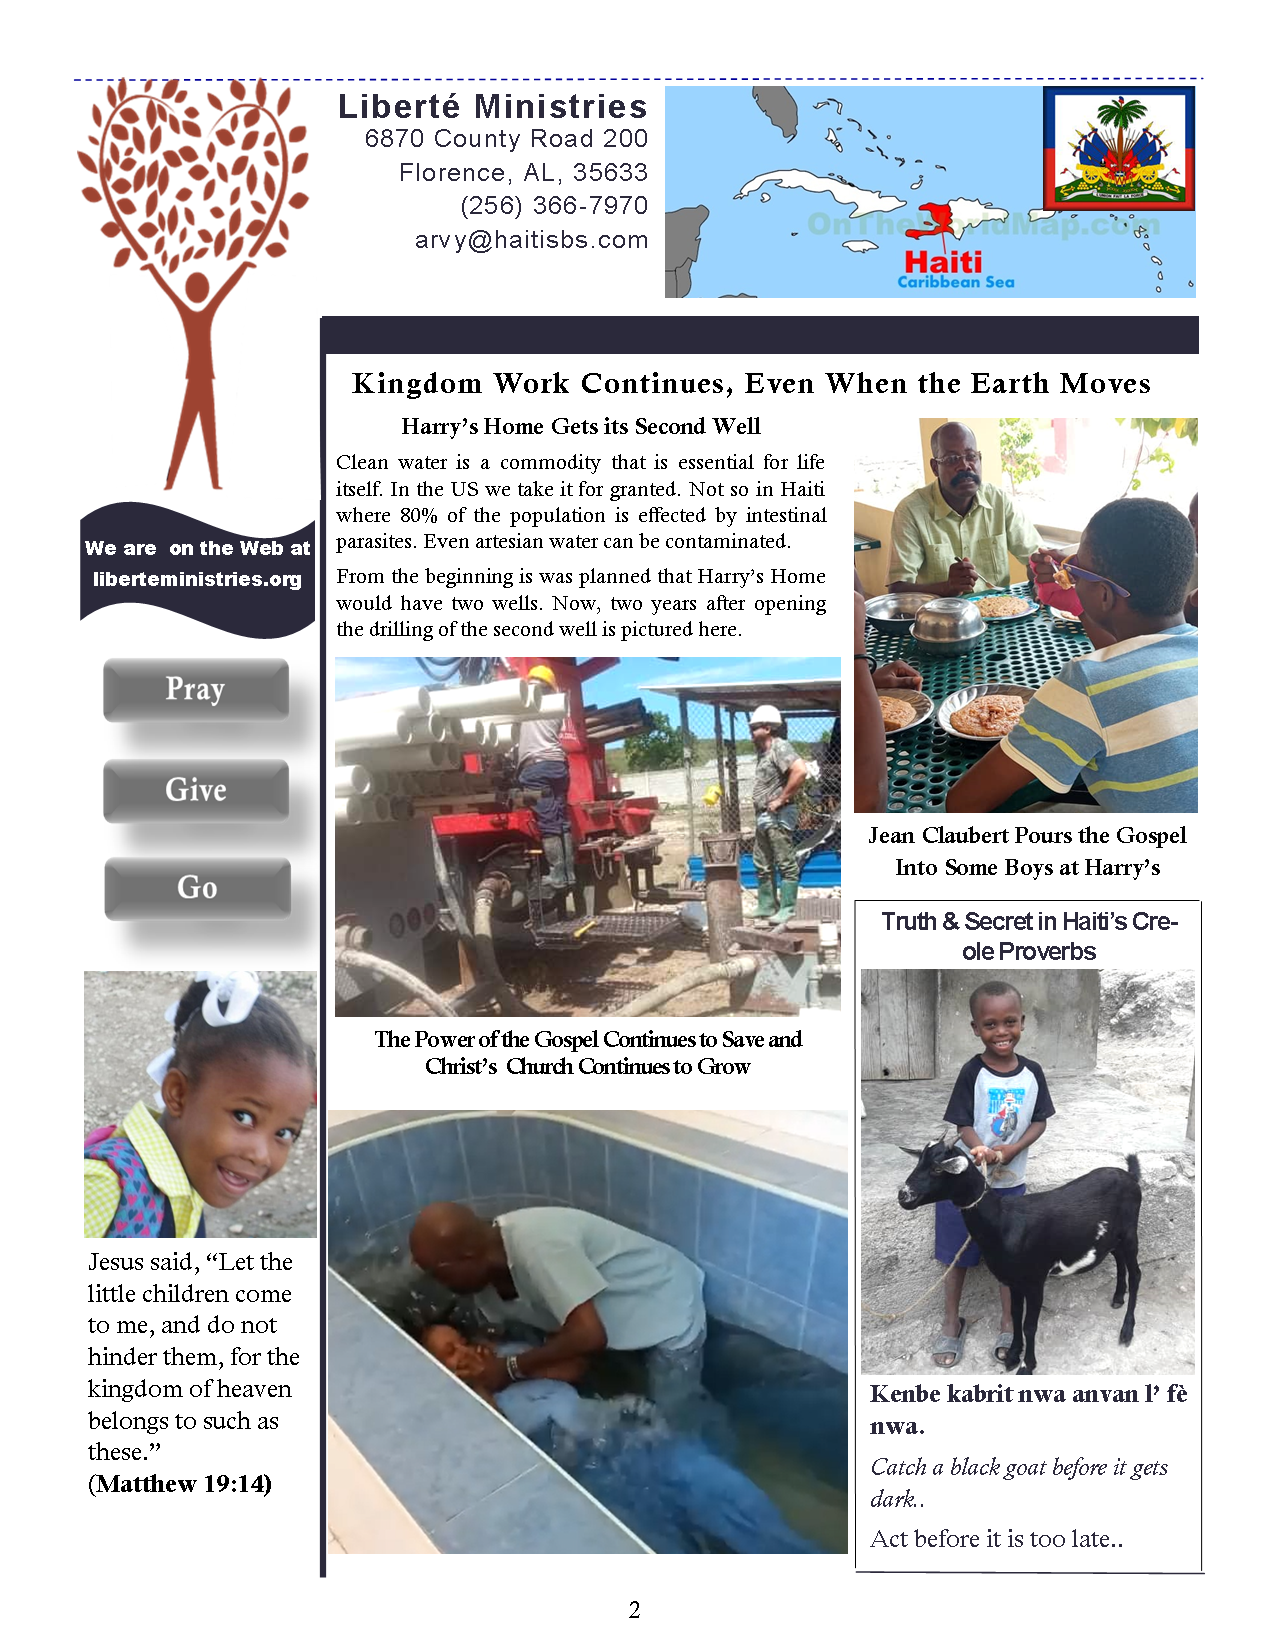 Liberté Ministries
6870 County Road 200
Florence, AL, 35633
(256) 366-7970
arvy@haitisbs.com
OnTheWorldMap.com
Haiti
Caribbean Sea
We are on the Web at
liberteministries.org
Pray
Give
Go
Jesus said, “Let the
little children come
to me, and do not
hinder them, for the
kingdom of heaven
belongs to such as
these.”
(Matthew 19:14)
Kingdom Work Continues, Even When the Earth Moves
Harry’s Home Gets its Second Well
Clean water is a commodity that is essential for life
itself. In the US we take it for granted. Not so in Haiti
where 80% of the population is effected by intestinal
parasites. Even artesian water can be contaminated.
From the beginning is was planned that Harry’s Home
would have two wells. Now, two years after opening
the drilling of the second well is pictured here.
The Power of the Gospel Continues to Save and
Christ’s Church Continues to Grow
Jean Claubert Pours the Gospel
Into Some Boys at Harry’s
Truth & Secret in Haiti’s Cre-
ole Proverbs
Kenbe kabrit nwa anvan l’ fè
nwa.
Catch a black goat before it gets
dark..
Act before it is too late..
2